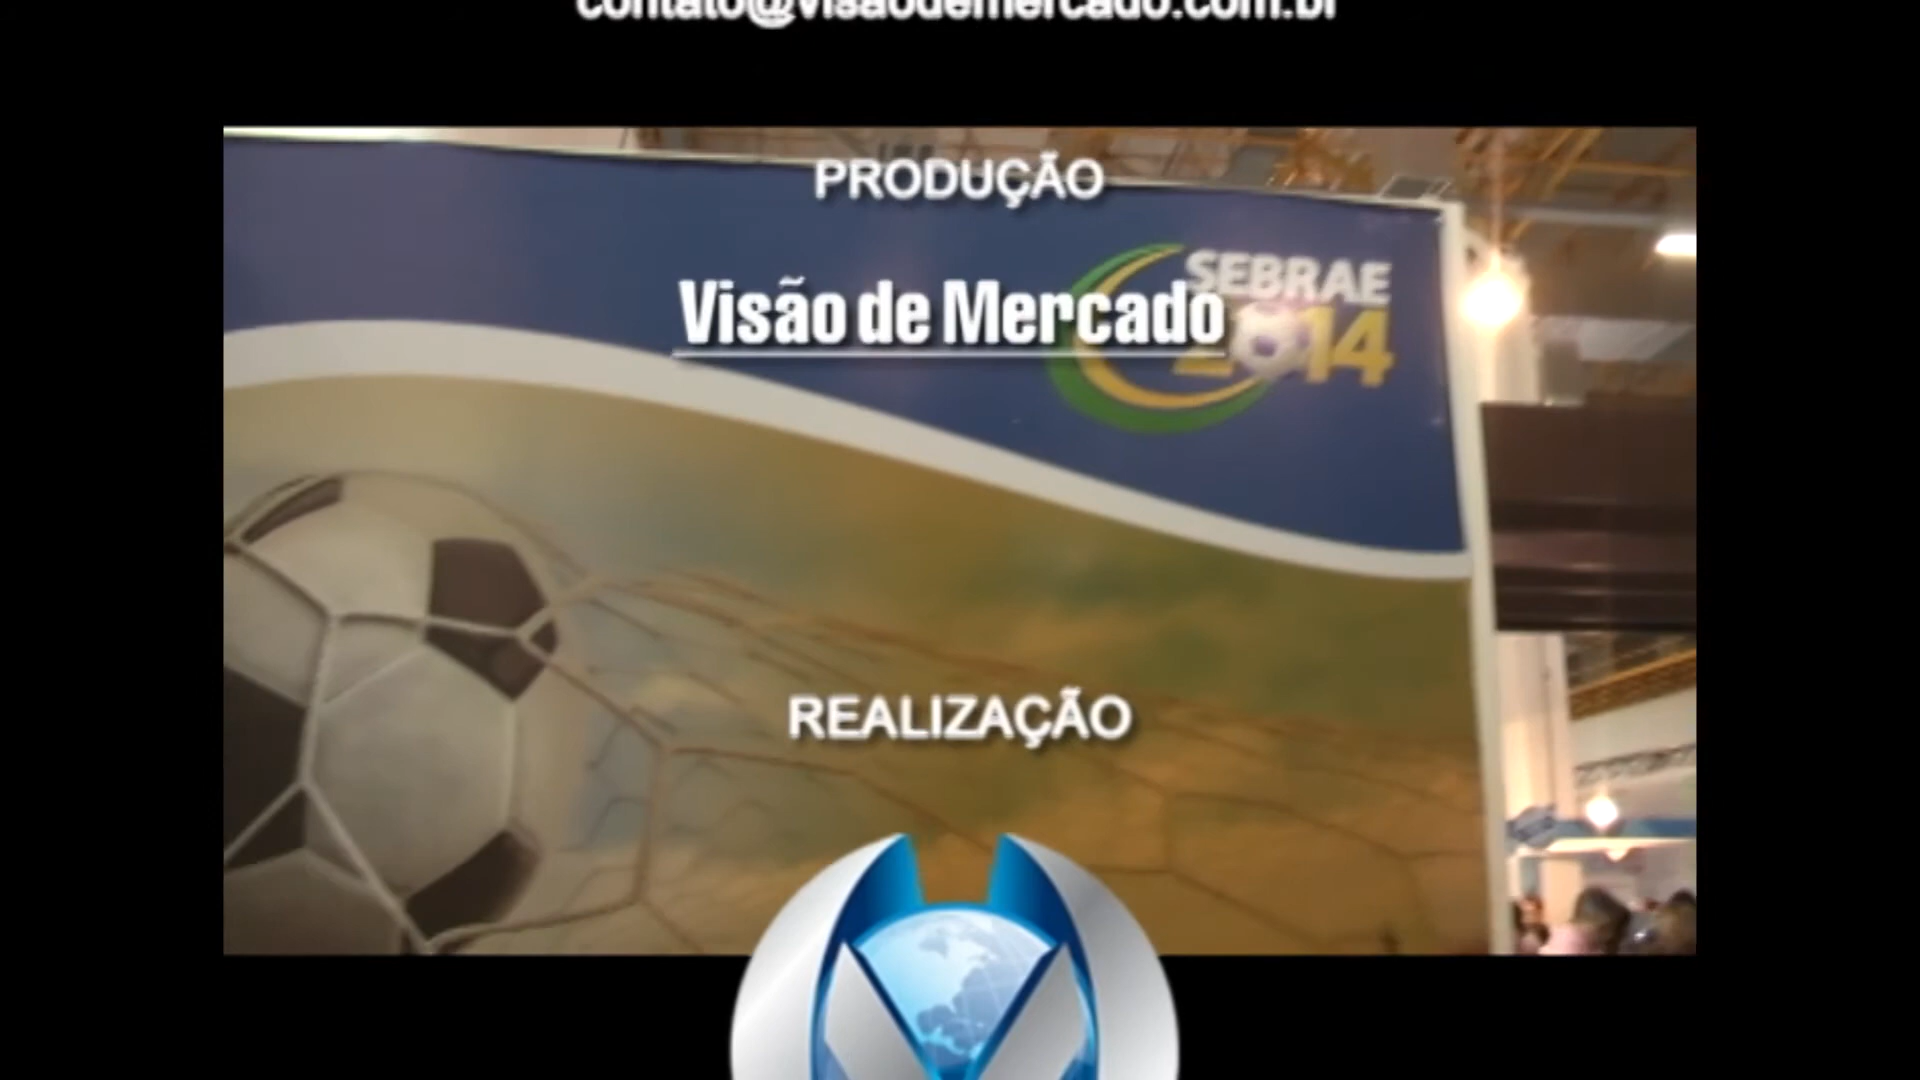 contato@visaodemercado.com.br
PRODUÇÃO
SEBRAE
Visão de Mercado
2014
REALIZAÇÃO